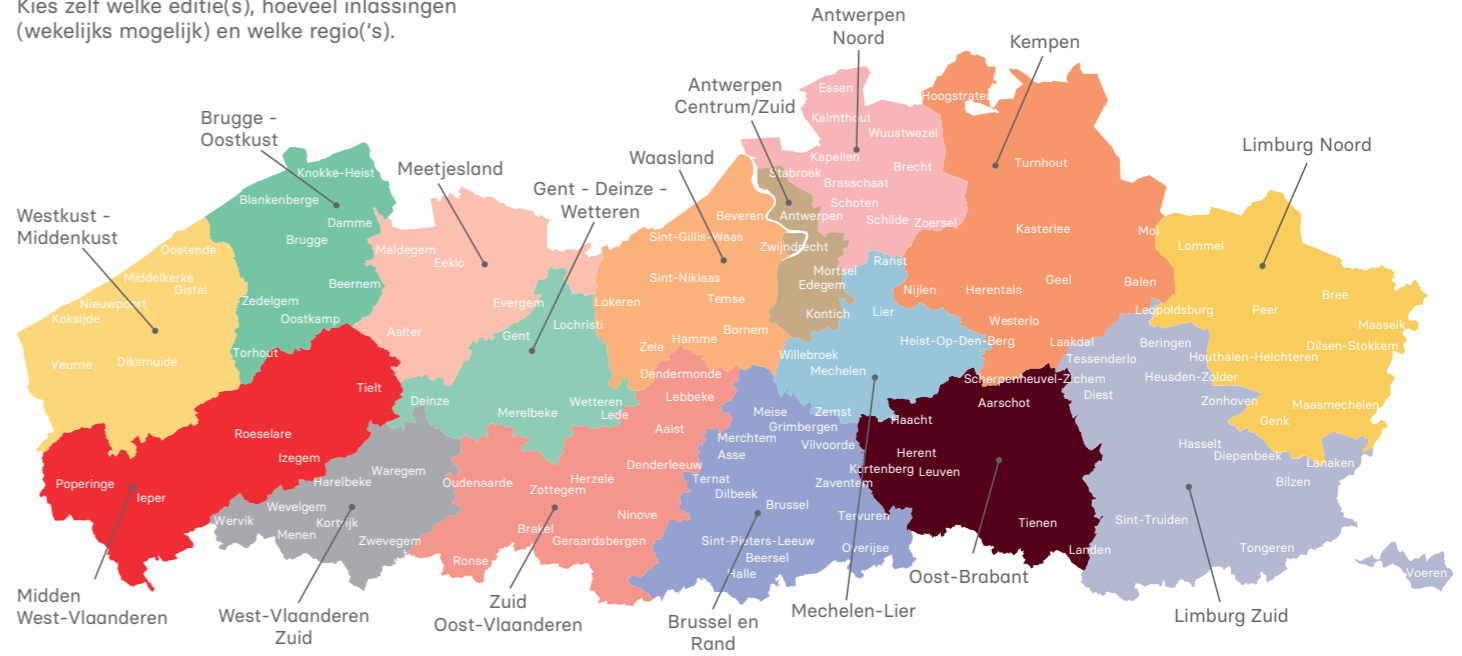 Kies zelf welke editie(s), hoeveel inlassingen
(wekelijks mogelijk) en welke regio('s).
Antwerpen
Noord
Kempen
Antwerpen
Centrum/Zuid
Brugge -
Oostkust
Meetjesland
Waasland
Limburg Noord
Gent - Deinze -
Wetteren
Westkust -
Middenkust
Essen
Hoogstraten
Kalmthout
Wuustwezel
Kapellen
Brecht
Turnhout
Stabroek
Brasschaat
Schoten
Schilde
Zoersel
Knokke-Heist
Blankenberge
Damme
Brugge
Beernem
Zedelgem
Oostkamp
Torhout
Oostende
Middelkerke
Gistel
Nieuwpoort
Koksijde
Veurne
Diksmuide
Maldegem
Eeklo
Evergem
Aalter
Lochristi
Gent
Deinze
Merelbeke
Wetteren
Lede
Beveren
Sint-Gillis-Waas
Sint-Niklaas
Lokeren
Temse
Bornem
Hamme
Zele
Antwerpen
Zwijndrecht
Mortsel
Edegem
Kontich
Ranst
Nijlen
Lier
Heist-Op-Den-Berg
Willebroek
Mechelen
Zemst
Kasterlee
Mol
Geel
Balen
Herentals
Westerlo
Laakdal
Lommel
Leopoldsburg
Peer
Bree
Maaseik
Dilsen-Stokkem
Houthalen-Helchteren
Maasmechelen
Genk
Beringen
Tessenderlo
Heusden-Zolder
Diest
Zonhoven
Hasselt
Diepenbeek
Lanaken
Bilzen
Sint-Truiden
Tongeren
Voeren
Scherpenheuvel-Zichem
Aarschot
Haacht
Herent
Kortenberg
Leuven
Tienen
Landen
Dendermonde
Lebbeke
Aalst
Denderleeuw
Herzele
Oudenaarde
Zottegem
Ninove
Brakel
Geraardsbergen
Ronse
Meise
Grimbergen
Merchtem
Vilvoorde
Asse
Ternat
Zaventem
Dilbeek
Brussel
Tervuren
Sint-Pieters-Leeuw
Overijse
Beersel
Halle
Tielt
Roeselare
Izegem
Poperinge
Ieper
Waregem
Harelbeke
Wevelgem
Wervik
Kortrijk
Menen
Zwevegem
Midden
West-Vlaanderen
West-Vlaanderen
Zuid
Zuid
Oost-Vlaanderen
Brussel en
Rand
Mechelen-Lier
Oost-Brabant
Limburg Zuid